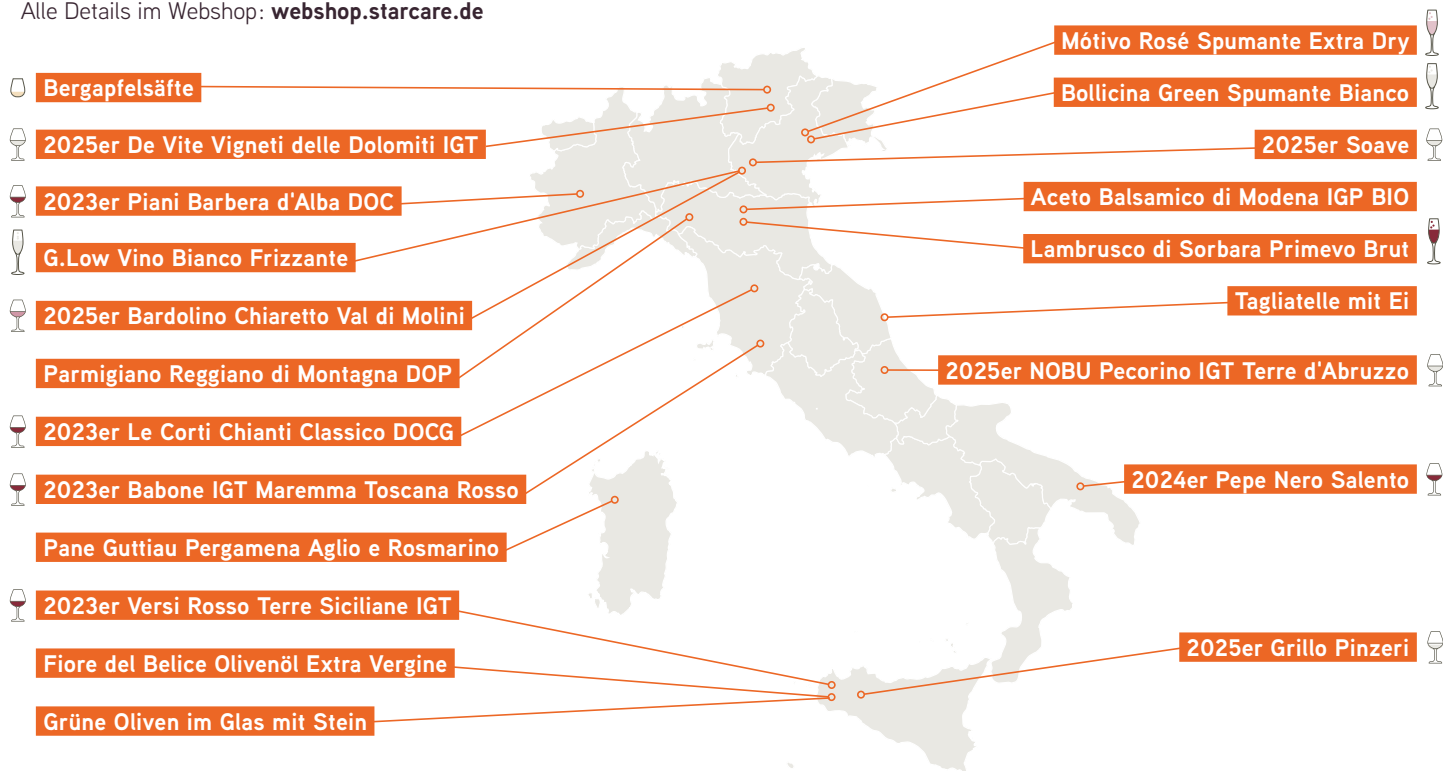 Alle Details im Webshop: webshop.starcare.de
Bergapfelsäfte
2025er De Vite Vigneti delle Dolomiti IGT
2023er Piani Barbera d'Alba DOC
G.Low Vino Bianco Frizzante
2025er Bardolino Chiaretto Val di Molini
Parmigiano Reggiano di Montagna DOP
2023er Le Corti Chianti Classico DOCG
2023er Babone IGT Maremma Toscana Rosso
Pane Guttiau Pergamena Aglio e Rosmarino
2023er Versi Rosso Terre Siciliane IGT
Fiore del Belice Olivenöl Extra Vergine
Grüne Oliven im Glas mit Stein
Mótivo Rosé Spumante Extra Dry
Bollicina Green Spumante Bianco
2025er Soave
Aceto Balsamico di Modena IGP BIO
Lambrusco di Sorbara Primevo Brut
Tagliatelle mit Ei
2025er NOBU Pecorino IGT Terre d'Abruzzo
2024er Pepe Nero Salento
2025er Grillo Pinzeri